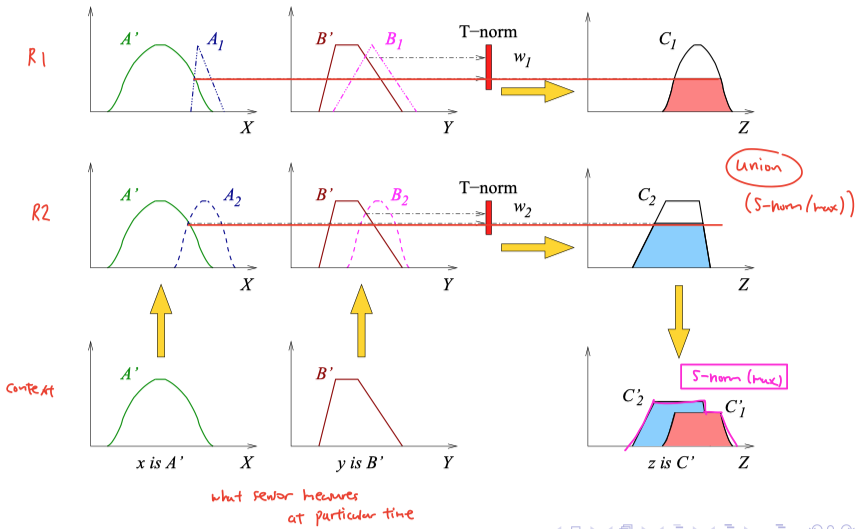 T-norm
R1
A'
A₁
B'
B₁
w₁
C₁
X
Y
Z
union
(S-norm/max))
T-norm
R2
A'
A₂
B'
B₂
w₂
C₂
X
Y
Z
context
A'
B'
S-norm (max)
C'₂
C'₁
X
Y
Z
x is A'
y is B'
z is C'
what sensor measures
at particular time